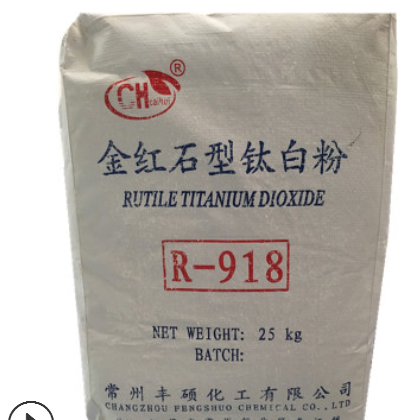 CH
taihai
®
金红石型钛白粉
RUTILE TITANIUM DIOXIDE
R-918
NET WEIGHT: 25 kg
BATCH:
常州丰硕化工有限公司
CHANGZHOU FENGSHUO CHEMICAL CO.,LTD